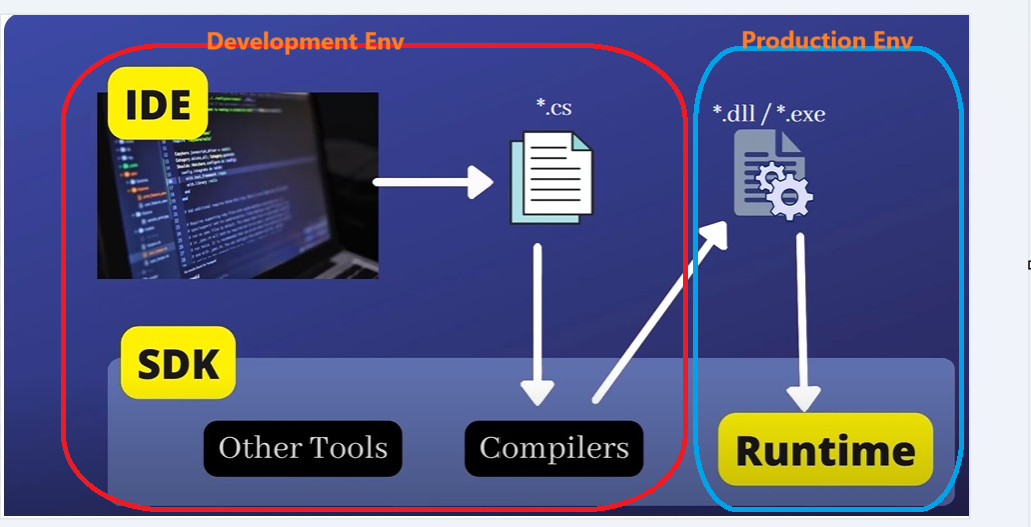 Development Env
Production Env
IDE
*.cs
*.dll / *.exe
SDK
Other Tools
Compilers
Runtime